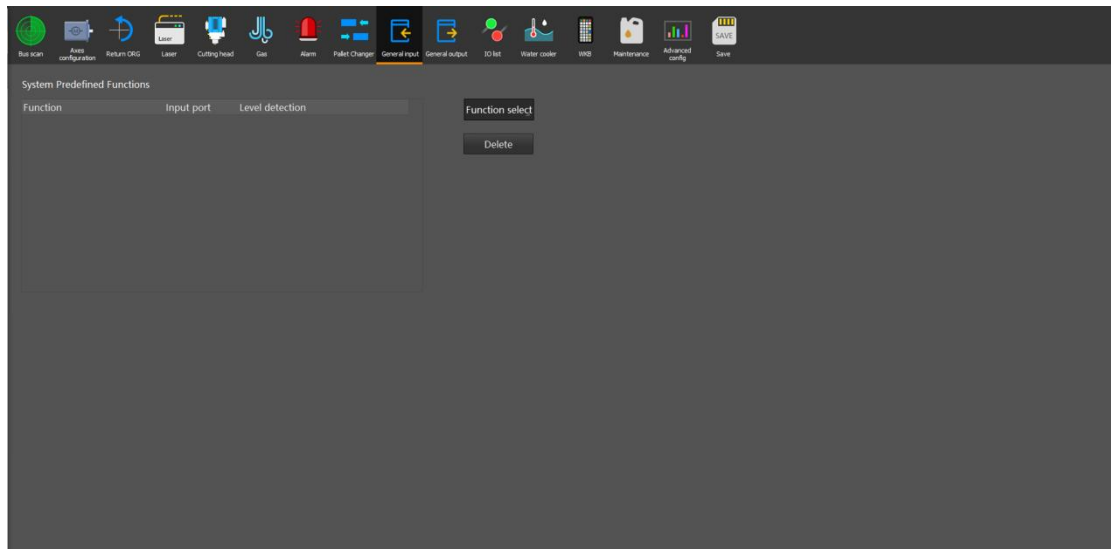 Bus scan
Axes configuration
Return ORG
Laser
Laser
Cutting head
Gas
Alarm
Pallet Changer
General input
General output
IO list
Water cooler
WKB
Maintenance
Advanced config
SAVE
Save
System Predefined Functions
Function Input port Level detection
Function select
Delete